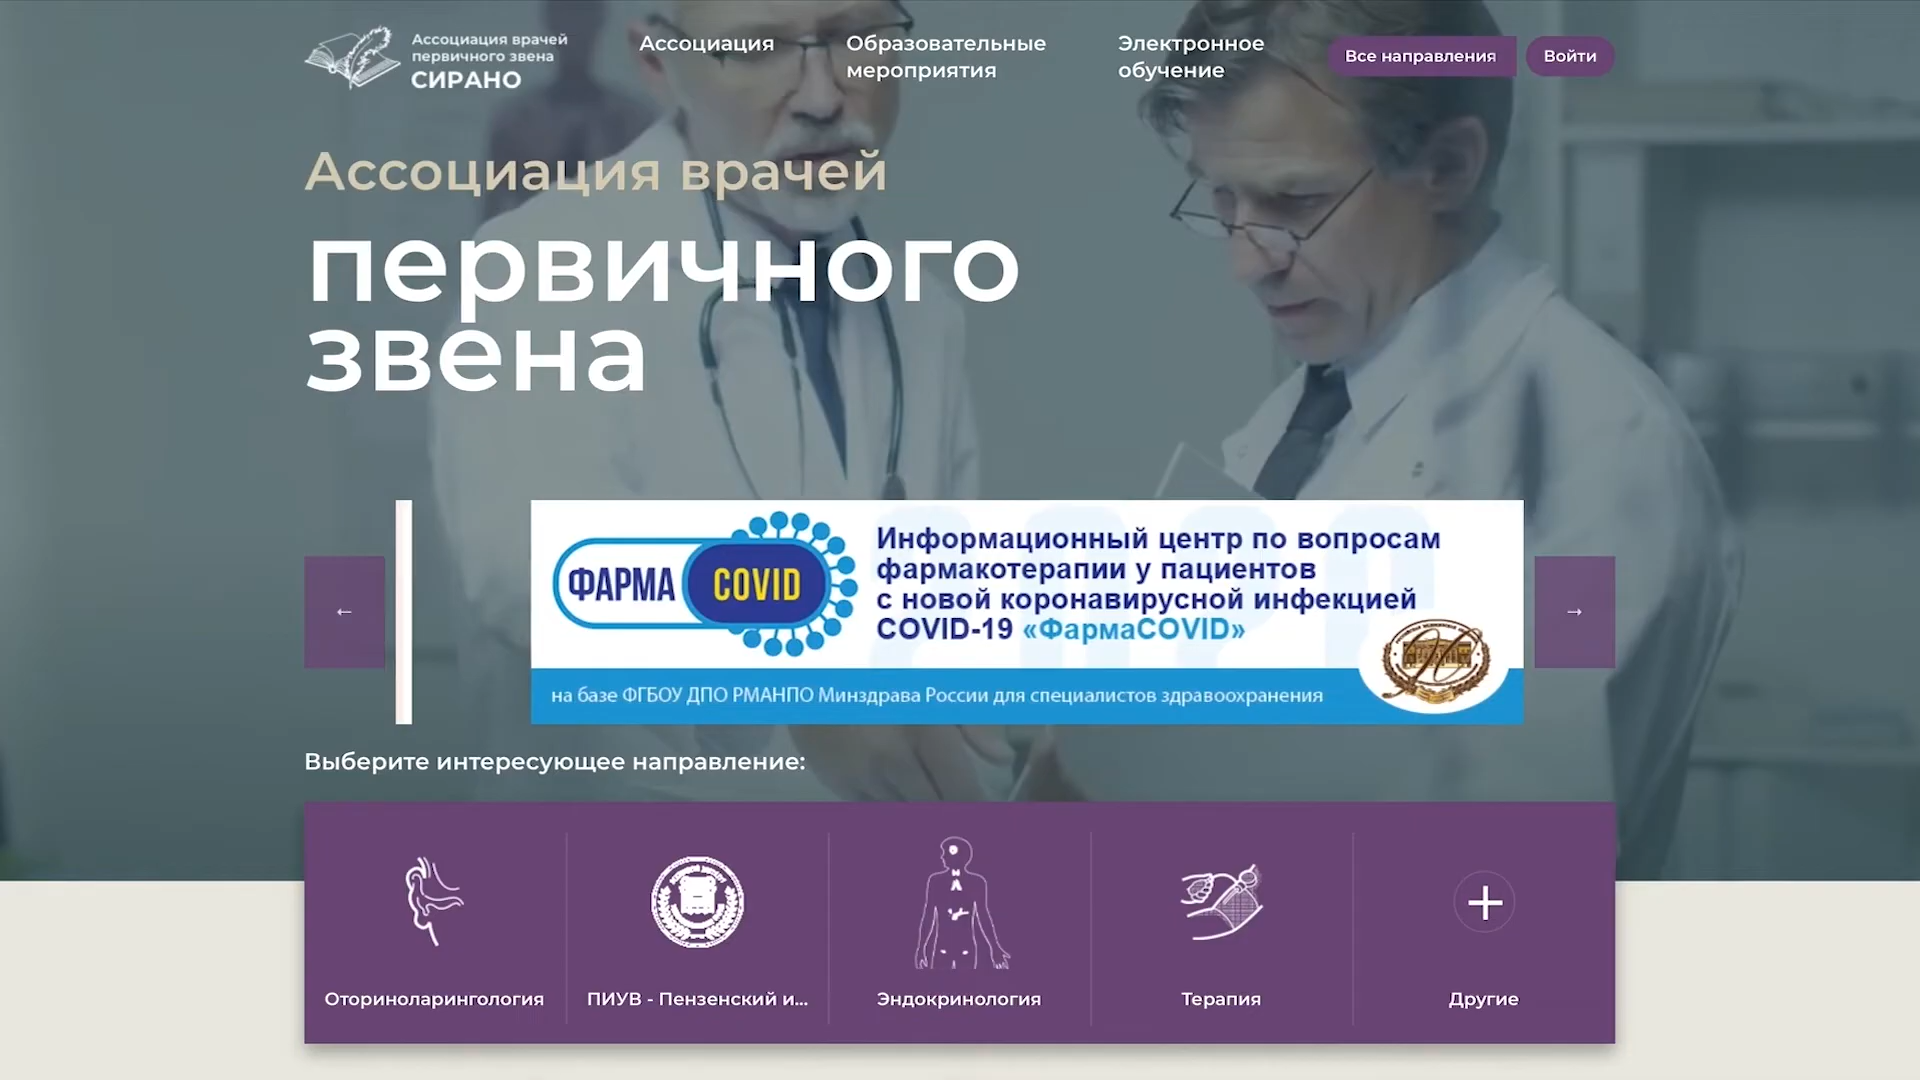 Ассоциация врачей
первичного звена
СИРАНО
Ассоциация
Образовательные
мероприятия
Электронное
обучение
Все направления
Войти
Ассоциация врачей
первичного
звена
←
ФАРМА COVID
Информационный центр по вопросам
фармакотерапии у пациентов
с новой коронавирусной инфекцией
COVID-19 «ФармаCOVID»
на базе ФГБОУ ДПО РМАНПО Минздрава России для специалистов здравоохранения
→
Выберите интересующее направление:
Оториноларингология
ПИУВ - Пензенский и...
Эндокринология
Терапия
Другие